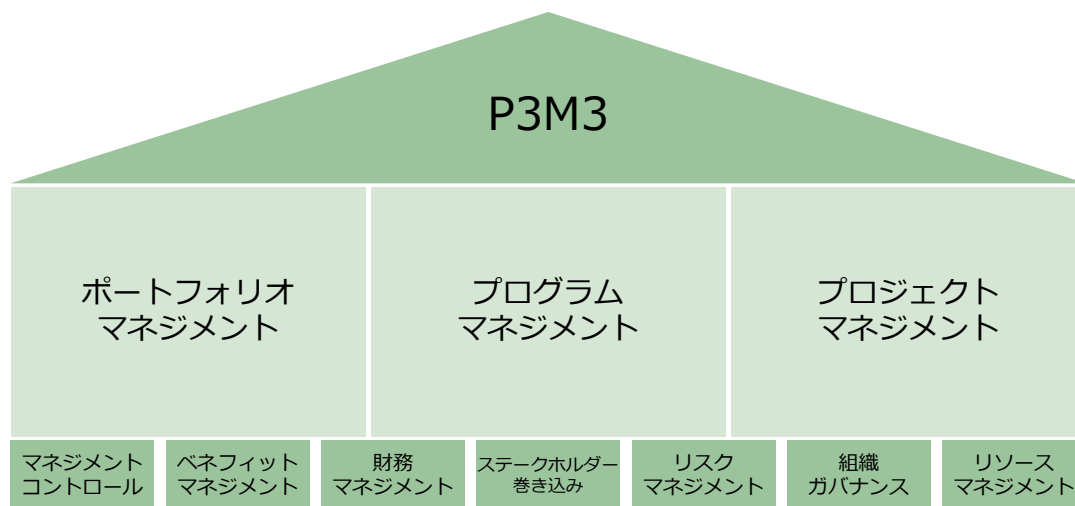 P3M3
ポートフォリオ
マネジメント
プログラム
マネジメント
プロジェクト
マネジメント
マネジメント
コントロール
ベネフィット
マネジメント
財務
マネジメント
ステークホルダー
巻き込み
リスク
マネジメント
組織
ガバナンス
リソース
マネジメント